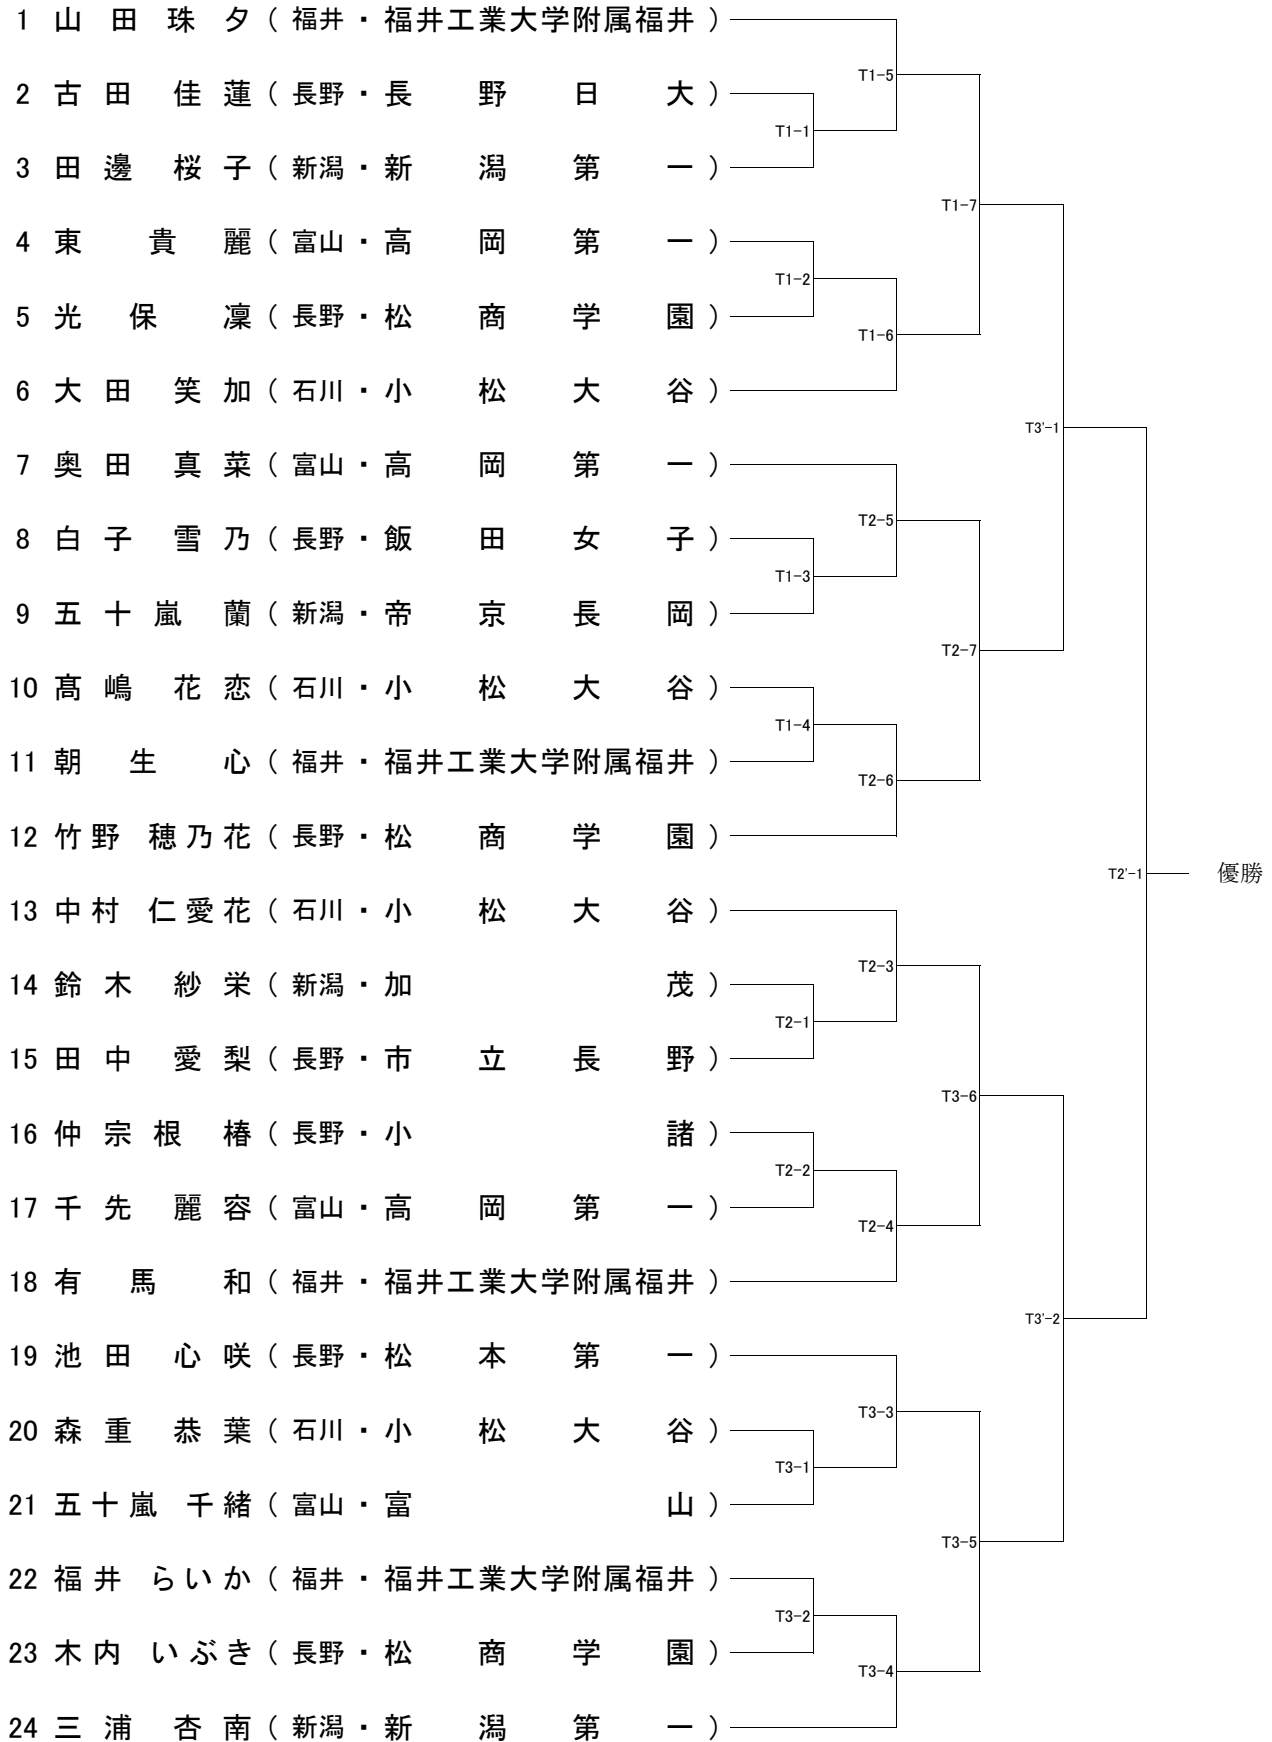 1 山田 珠夕 ( 福井 ・ 福井工業大学附属福井 )
T1-5
2 古田 佳蓮 ( 長野 ・ 長野日大 )
T1-1
3 田邊 桜子 ( 新潟 ・ 新潟第一 )
T1-7
4 東 貴麗 ( 富山 ・ 高岡第一 )
T1-2
5 光保 凜 ( 長野 ・ 松商学園 )
T1-6
6 大田 笑加 ( 石川 ・ 小松大谷 )
T3'-1
7 奥田 真菜 ( 富山 ・ 高岡第一 )
T2-5
8 白子 雪乃 ( 長野 ・ 飯田女子 )
T1-3
9 五十嵐 蘭 ( 新潟 ・ 帝京長岡 )
T2-7
10 髙嶋 花恋 ( 石川 ・ 小松大谷 )
T1-4
11 朝生 心 ( 福井 ・ 福井工業大学附属福井 )
T2-6
12 竹野 穂乃花 ( 長野 ・ 松商学園 )
T2'-1 優勝
13 中村 仁愛花 ( 石川 ・ 小松大谷 )
T2-3
14 鈴木 紗栄 ( 新潟 ・ 加茂 )
T2-1
15 田中 愛梨 ( 長野 ・ 市立長野 )
T3-6
16 仲宗根 椿 ( 長野 ・ 小諸 )
T2-2
17 千先 麗容 ( 富山 ・ 高岡第一 )
T2-4
18 有馬 和 ( 福井 ・ 福井工業大学附属福井 )
T3'-2
19 池田 心咲 ( 長野 ・ 松本第一 )
T3-3
20 森重 恭葉 ( 石川 ・ 小松大谷 )
T3-1
21 五十嵐 千緒 ( 富山 ・ 富山 )
T3-5
22 福井 らいか ( 福井 ・ 福井工業大学附属福井 )
T3-2
23 木内 いぶき ( 長野 ・ 松商学園 )
T3-4
24 三浦 杏南 ( 新潟 ・ 新潟第一 )